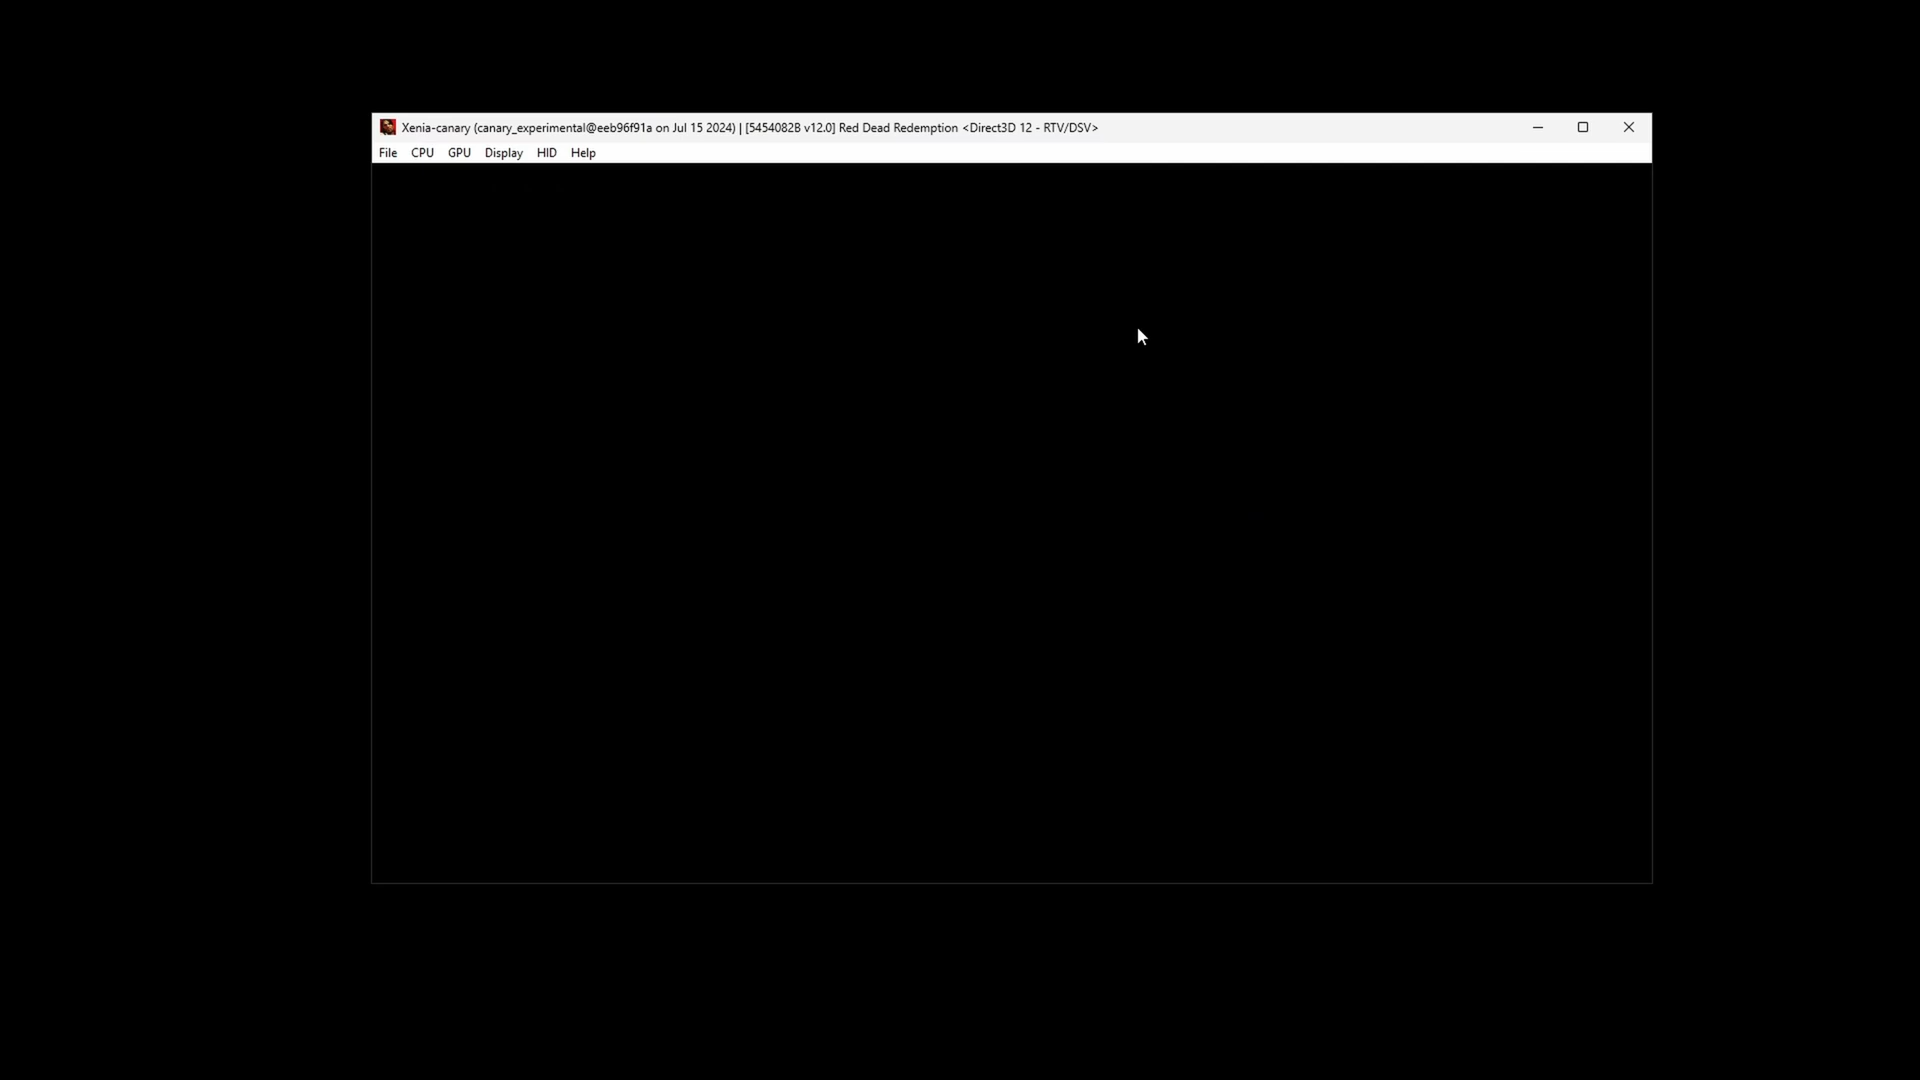 Xenia-canary (canary_experimental@eeb96f91a on Jul 15 2024) | [5454082B v12.0] Red Dead Redemption <Direct3D 12 - RTV/DSV>
File CPU GPU Display HID Help